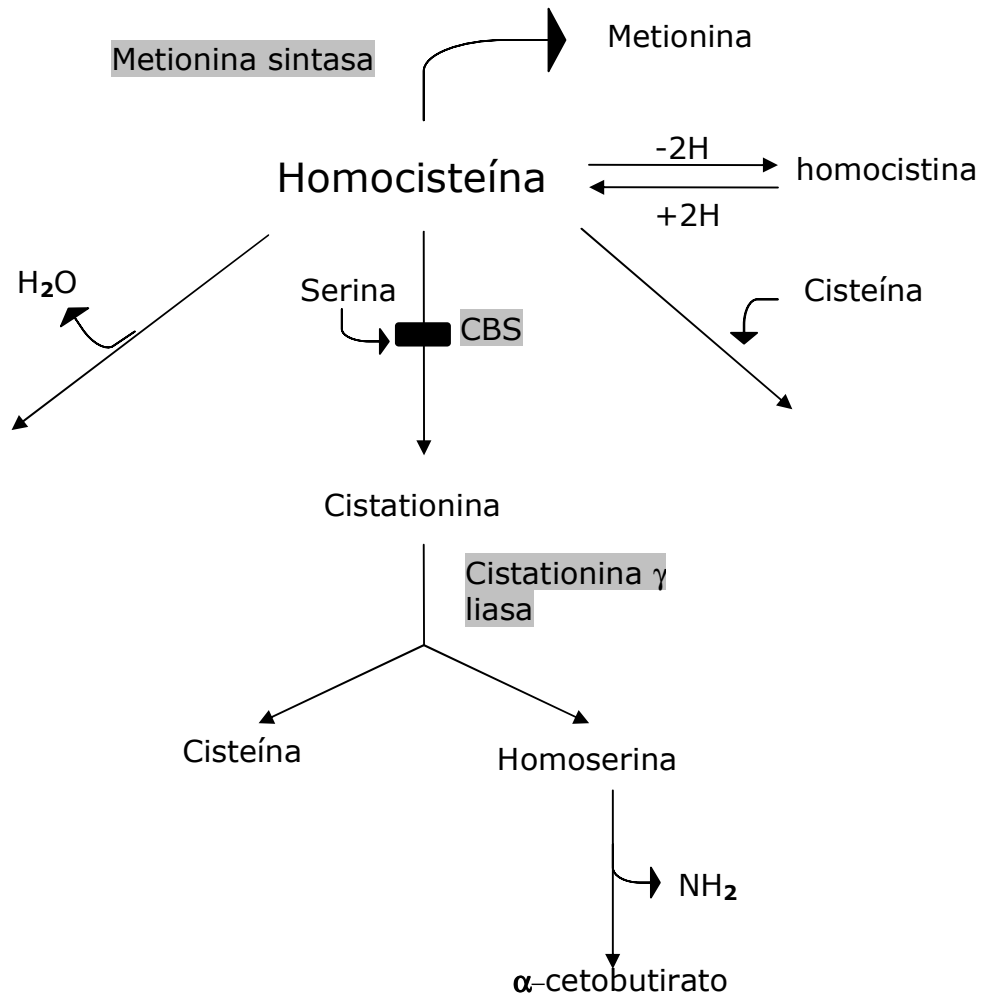 Metionina sintasa
Metionina
Homocisteína
-2H
+2H
homocistina
H₂O
Serina
CBS
Cisteína
Cistationina
Cistationina γ
liasa
Cisteína
Homoserina
NH₂
α–cetobutirato